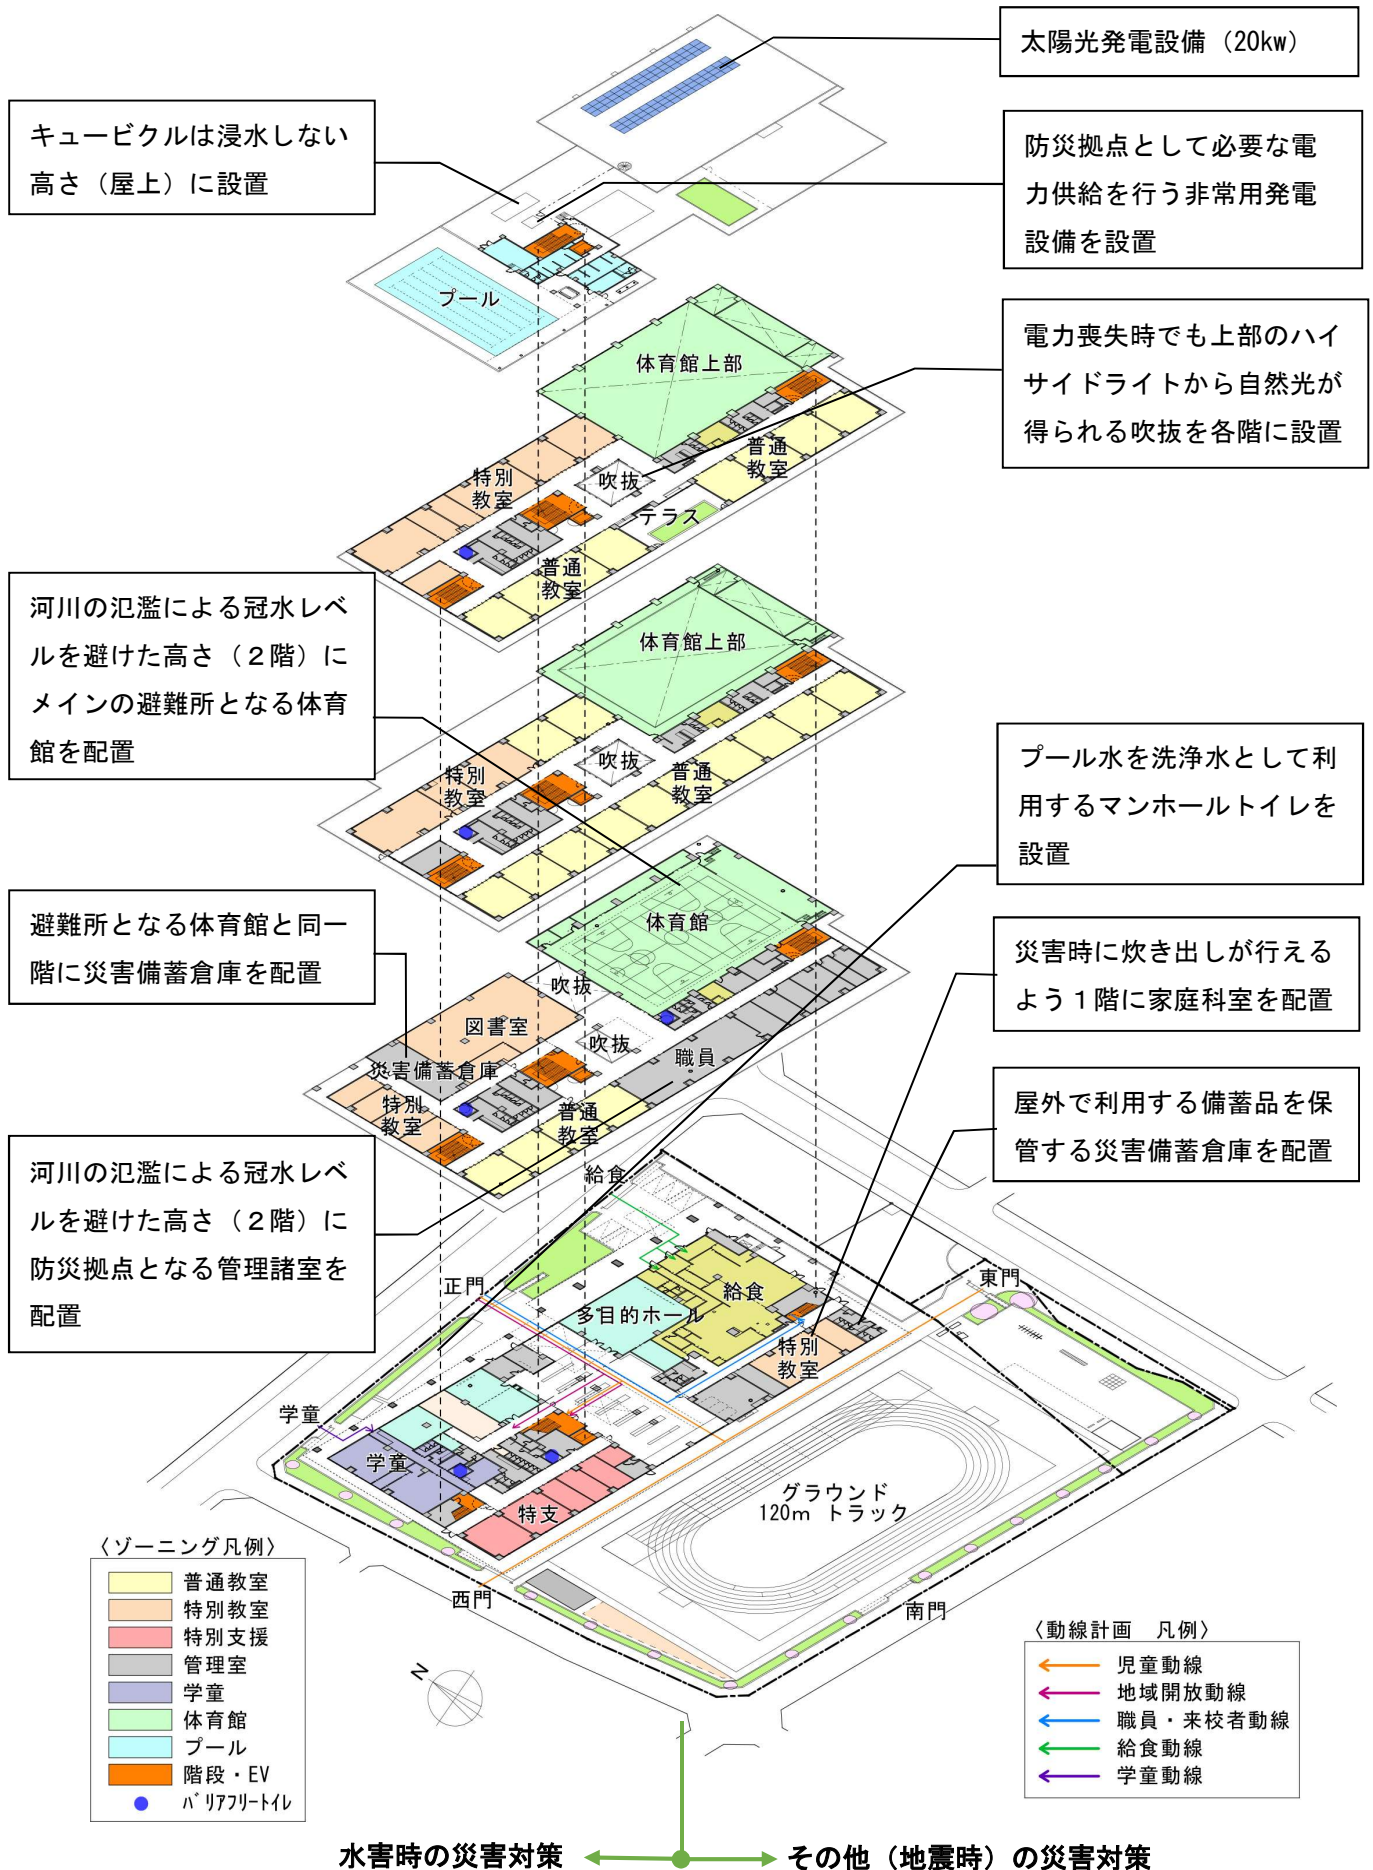 太陽光発電設備（20kw）
キュービクルは浸水しない
高さ（屋上）に設置
防災拠点として必要な電
力供給を行う非常用発電
設備を設置
プール
電力喪失時でも上部のハイ
サイドライトから自然光が
得られる吹抜を各階に設置
体育館上部
普通
教室
特別
教室
吹抜
テラス
普通
教室
河川の氾濫による冠水レベ
ルを避けた高さ（２階）に
メインの避難所となる体育
館を配置
体育館上部
吹抜
特別
教室
普通
教室
プール水を洗浄水として利
用するマンホールトイレを
設置
避難所となる体育館と同一
階に災害備蓄倉庫を配置
体育館
吹抜
図書室
吹抜
職員
災害備蓄倉庫
特別
教室
普通
教室
災害時に炊き出しが行える
よう１階に家庭科室を配置
屋外で利用する備蓄品を保
管する災害備蓄倉庫を配置
河川の氾濫による冠水レベ
ルを避けた高さ（２階）に
防災拠点となる管理諸室を
配置
給食
正門
東門
給食
多目的ホール
特別
教室
学童
学童
特支
グラウンド
120m トラック
西門
南門
N
〈ゾーニング凡例〉
普通教室
特別教室
特別支援
管理室
学童
体育館
プール
階段・EV
ﾊﾞﾘｱﾌﾘｰﾄｲﾚ
〈動線計画　凡例〉
児童動線
地域開放動線
職員・来校者動線
給食動線
学童動線
水害時の災害対策
その他（地震時）の災害対策